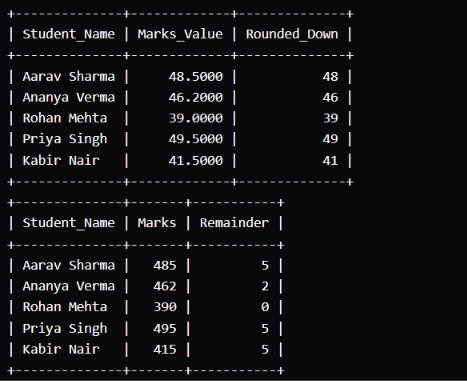 +--------------+-------------+--------------+
| Student_Name | Marks_Value | Rounded_Down |
+--------------+-------------+--------------+
| Aarav Sharma |     48.5000 |           48 |
| Ananya Verma |     46.2000 |           46 |
| Rohan Mehta  |     39.0000 |           39 |
| Priya Singh  |     49.5000 |           49 |
| Kabir Nair   |     41.5000 |           41 |
+--------------+-------------+--------------+
+--------------+-------+-----------+
| Student_Name | Marks | Remainder |
+--------------+-------+-----------+
| Aarav Sharma |   485 |         5 |
| Ananya Verma |   462 |         2 |
| Rohan Mehta  |   390 |         0 |
| Priya Singh  |   495 |         5 |
| Kabir Nair   |   415 |         5 |
+--------------+-------+-----------+